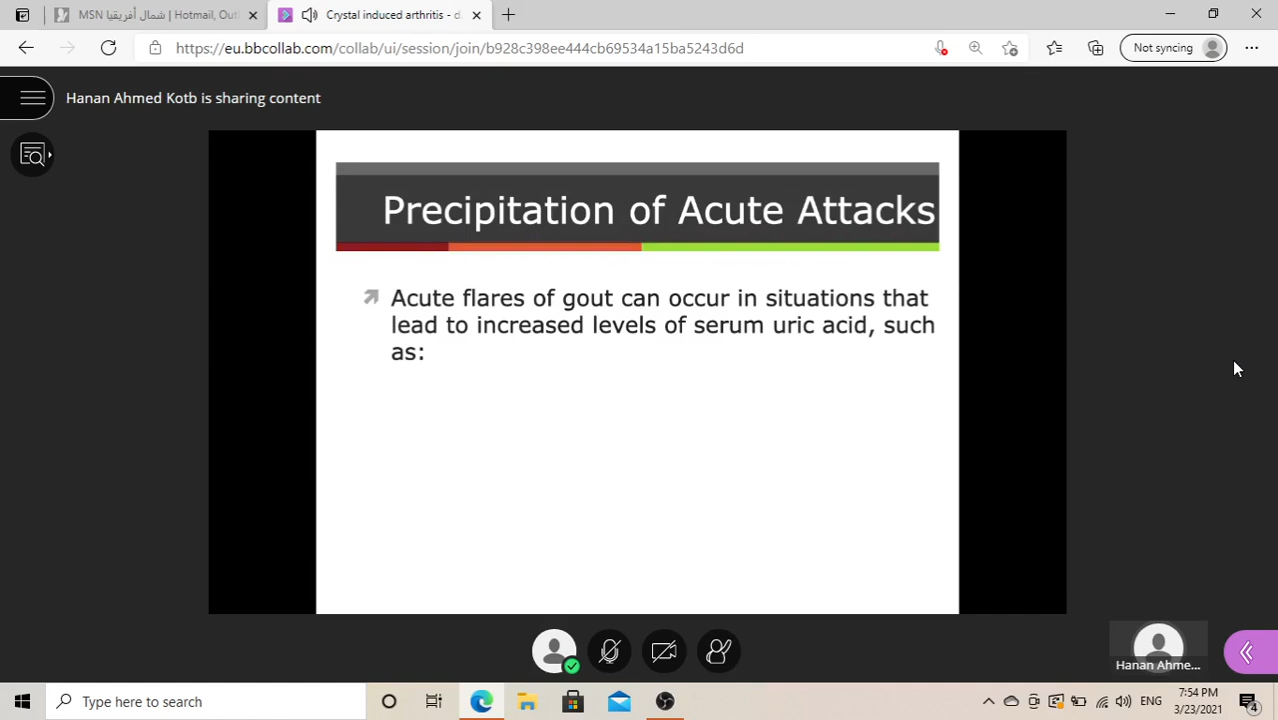 MSN شمال أفريقيا | Hotmail, Outl
Crystal induced arthritis - d
https://eu.bbcollab.com/collab/ui/session/join/b928c398ee444cb69534a15ba5243d6d
Not syncing
Hanan Ahmed Kotb is sharing content
Precipitation of Acute Attacks
Acute flares of gout can occur in situations that
lead to increased levels of serum uric acid, such
as:
Hanan Ahme...
Type here to search
ENG
7:54 PM
3/23/2021
4